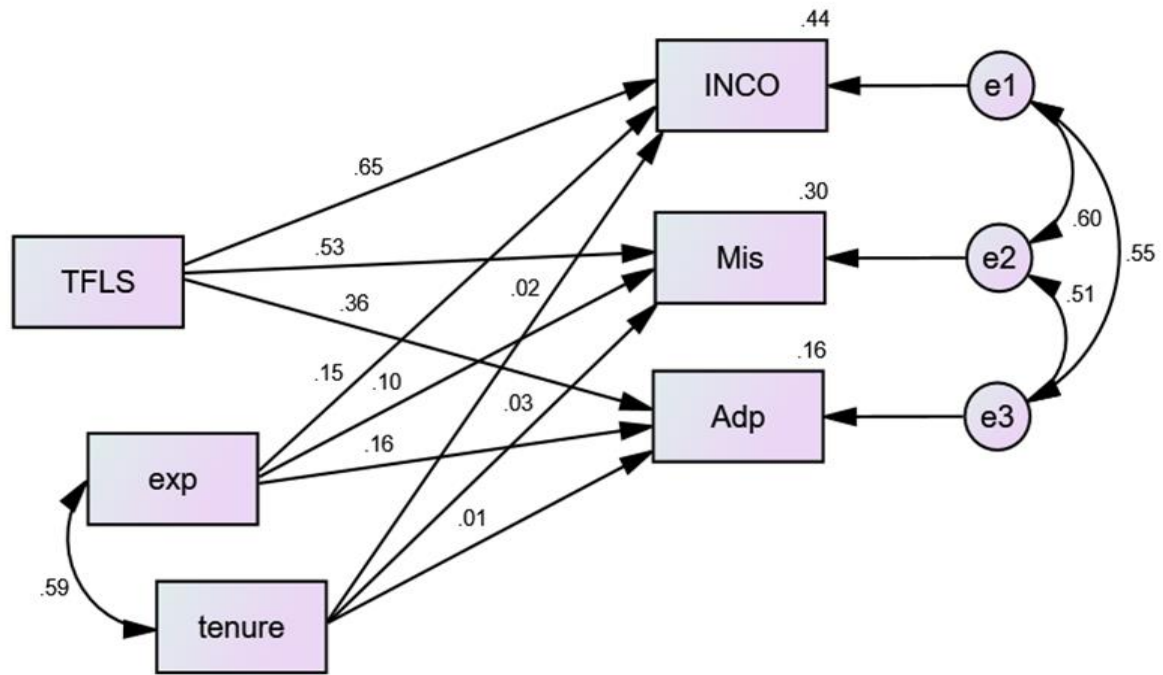 .44
INCO
e1
.65
.30
.60
TFLS
.53
Mis
e2
.55
.02
.36
.51
.16
.15
.10
.03
Adp
e3
.16
exp
.01
.59
tenure